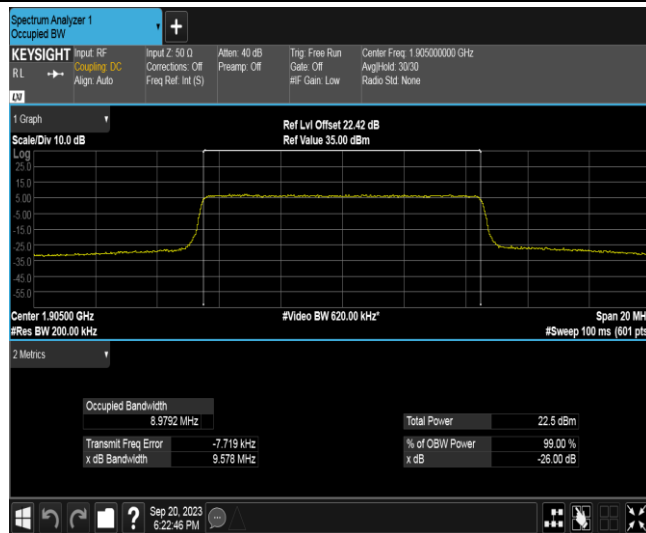 Spectrum Analyzer 1
Occupied BW
+
KEYSIGHT
RL
Input: RF
Coupling: DC
Align: Auto
Input Z: 50 Ω
Corrections: Off
Freq Ref: Int (S)
Atten: 40 dB
Preamp: Off
Trig: Free Run
Gate: Off
#IF Gain: Low
Center Freq: 1.905000000 GHz
Avg|Hold: 30/30
Radio Std: None
1 Graph
Scale/Div 10.0 dB
Ref Lvl Offset 22.42 dB
Ref Value 35.00 dBm
Log
25.0
15.0
5.00
-5.00
-15.0
-25.0
-35.0
-45.0
-55.0
Center 1.90500 GHz
#Res BW 200.00 kHz
#Video BW 620.00 kHz*
Span 20 MH
#Sweep 100 ms (601 pts
2 Metrics
Occupied Bandwidth
8.9792 MHz
Total Power 22.5 dBm
Transmit Freq Error -7.719 kHz
% of OBW Power 99.00 %
x dB Bandwidth 9.578 MHz
x dB -26.00 dB
?
Sep 20, 2023
6:22:46 PM